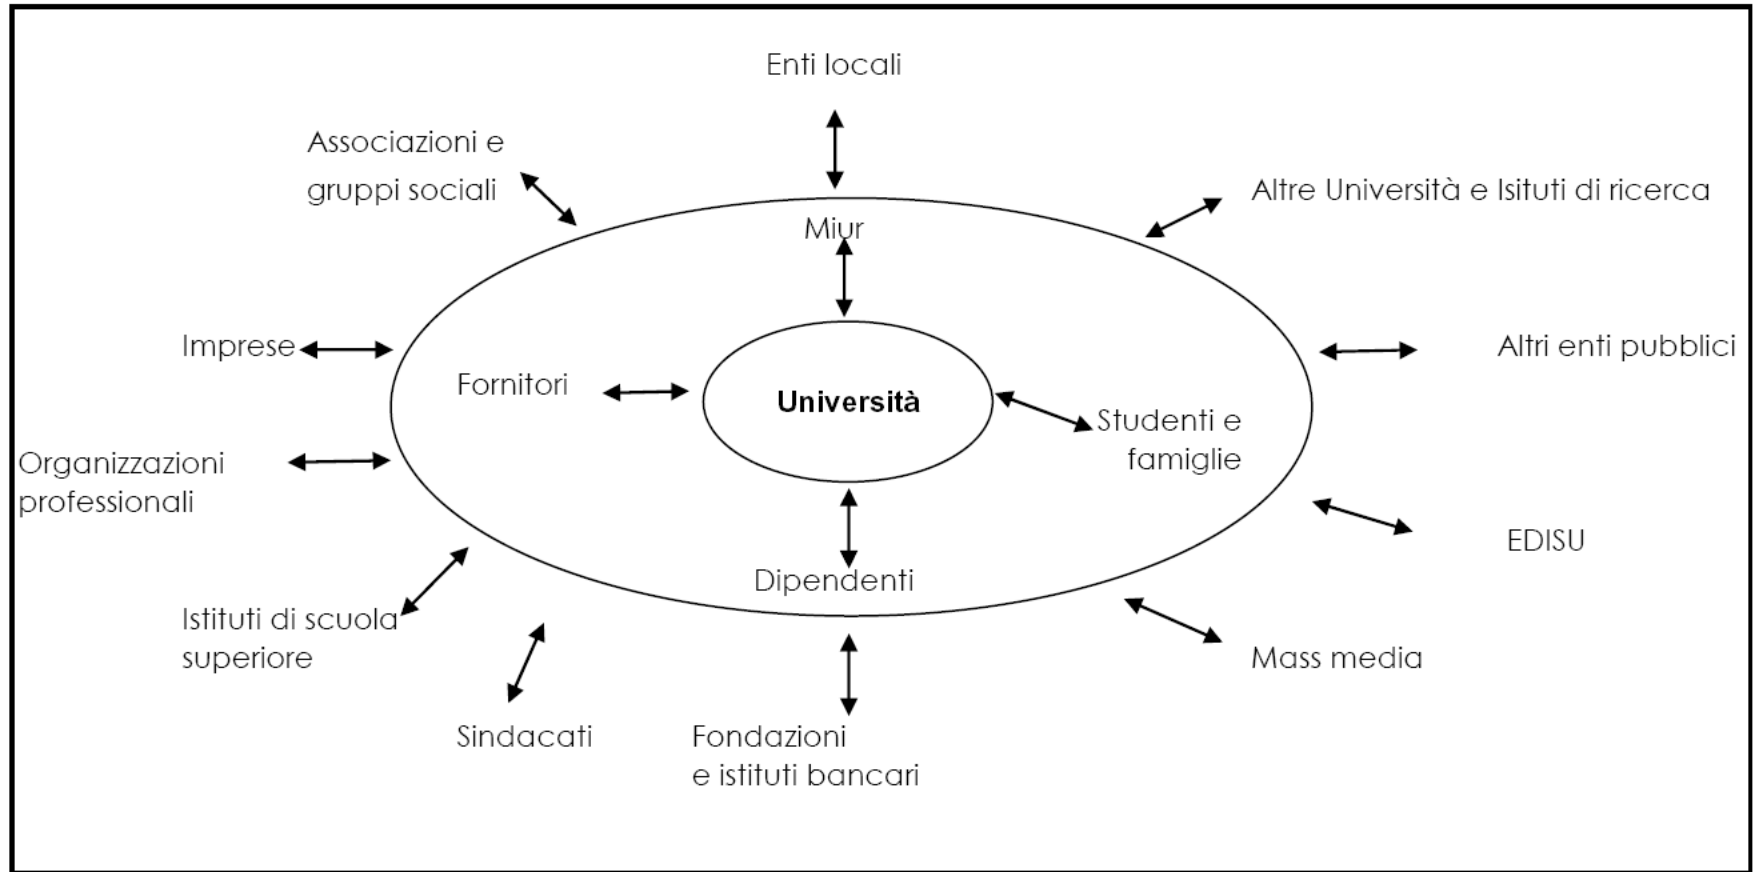 Enti locali
Associazioni e
gruppi sociali
Altre Università e Isituti di ricerca
Miur
Imprese
Altri enti pubblici
Fornitori
Università
Studenti e
famiglie
Organizzazioni
professionali
EDISU
Dipendenti
Istituti di scuola
superiore
Mass media
Sindacati
Fondazioni
e istituti bancari